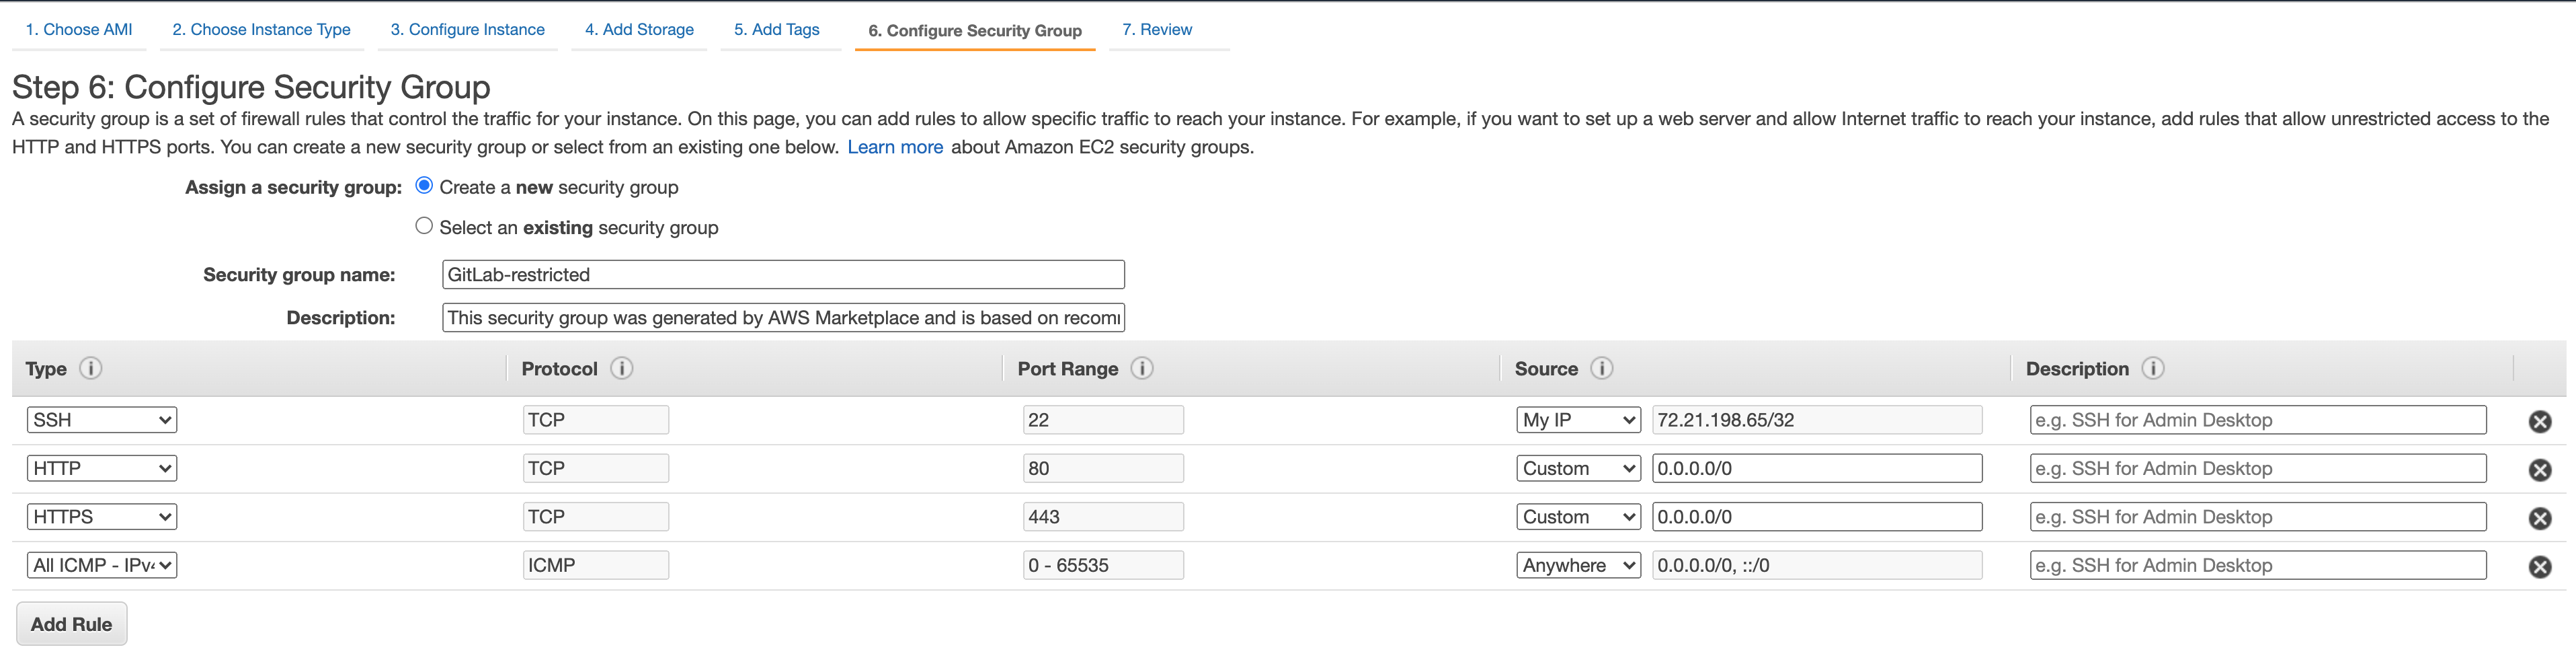 1. Choose AMI 2. Choose Instance Type 3. Configure Instance 4. Add Storage 5. Add Tags 6. Configure Security Group 7. Review
Step 6: Configure Security Group
A security group is a set of firewall rules that control the traffic for your instance. On this page, you can add rules to allow specific traffic to reach your instance. For example, if you want to set up a web server and allow Internet traffic to reach your instance, add rules that allow unrestricted access to the
HTTP and HTTPS ports. You can create a new security group or select from an existing one below. Learn more about Amazon EC2 security groups.
Assign a security group: Create a new security group
Select an existing security group
Security group name: GitLab-restricted
Description: This security group was generated by AWS Marketplace and is based on recom
Type Protocol Port Range Source Description
SSH TCP 22 My IP 72.21.198.65/32 e.g. SSH for Admin Desktop
HTTP TCP 80 Custom 0.0.0.0/0 e.g. SSH for Admin Desktop
HTTPS TCP 443 Custom 0.0.0.0/0 e.g. SSH for Admin Desktop
All ICMP - IPv4 ICMP 0 - 65535 Anywhere 0.0.0.0/0, ::/0 e.g. SSH for Admin Desktop
Add Rule